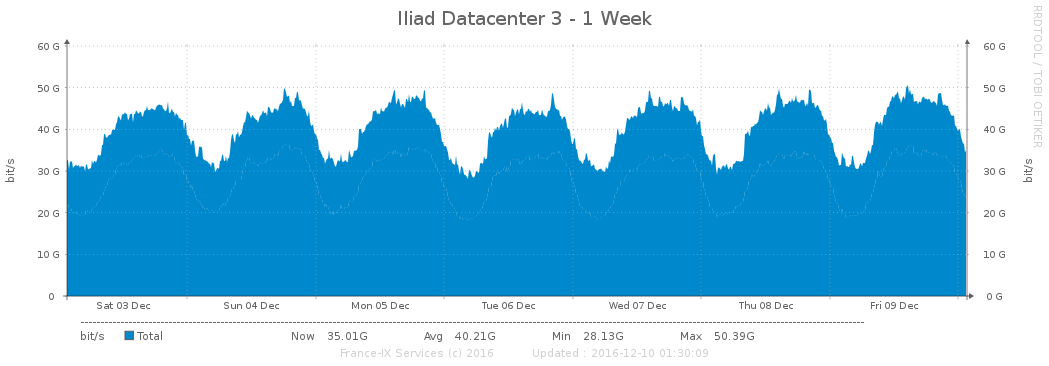 Iliad Datacenter 3 - 1 Week
RRDTOOL / TOBI OETIKER
60 G 60 G
50 G 50 G
40 G 40 G
30 G 30 G
20 G 20 G
10 G 10 G
0 0 G
bit/s bit/s
Sat 03 Dec Sun 04 Dec Mon 05 Dec Tue 06 Dec Wed 07 Dec Thu 08 Dec Fri 09 Dec
bit/s Total Now 35.01G Avg 40.21G Min 28.13G Max 50.39G
France-IX Services (c) 2016 Updated : 2016-12-10 01:30:09